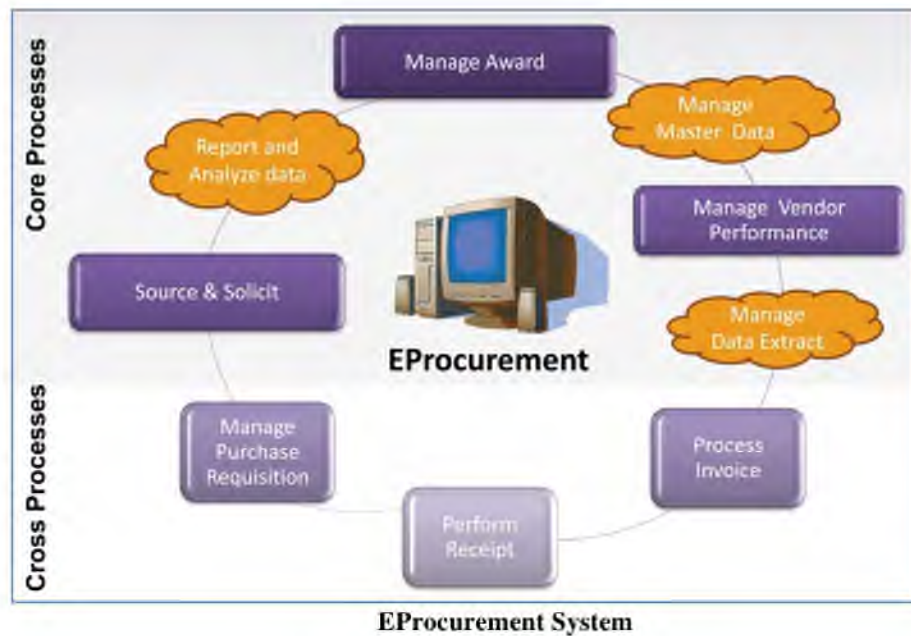 Core Processes
Manage Award
Report and
Analyze data
Manage
Master Data
Manage Vendor
Performance
Source & Solicit
Manage
Data Extract
EProcurement
Cross Processes
Manage
Purchase
Requisition
Process
Invoice
Perform
Receipt
EProcurement System